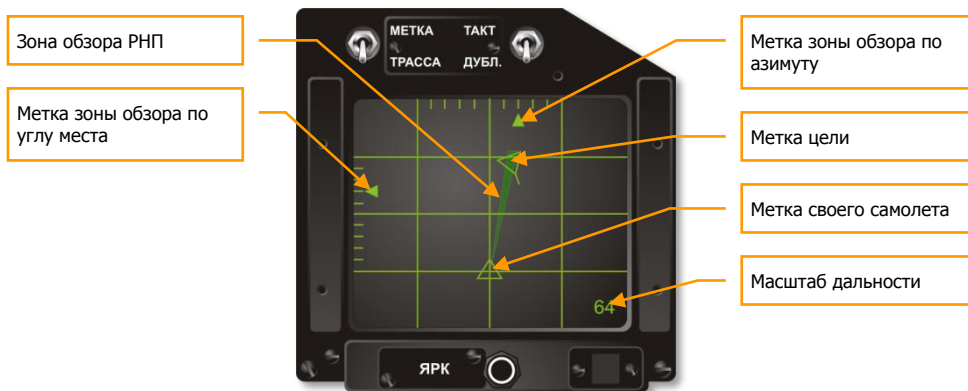 Зона обзора РНП
Метка зоны обзора по
углу места
МЕТКА ТАКТ
ТРАССА ДУБЛ.
64
ЯРК
Метка зоны обзора по
азимуту
Метка цели
Метка своего самолета
Масштаб дальности